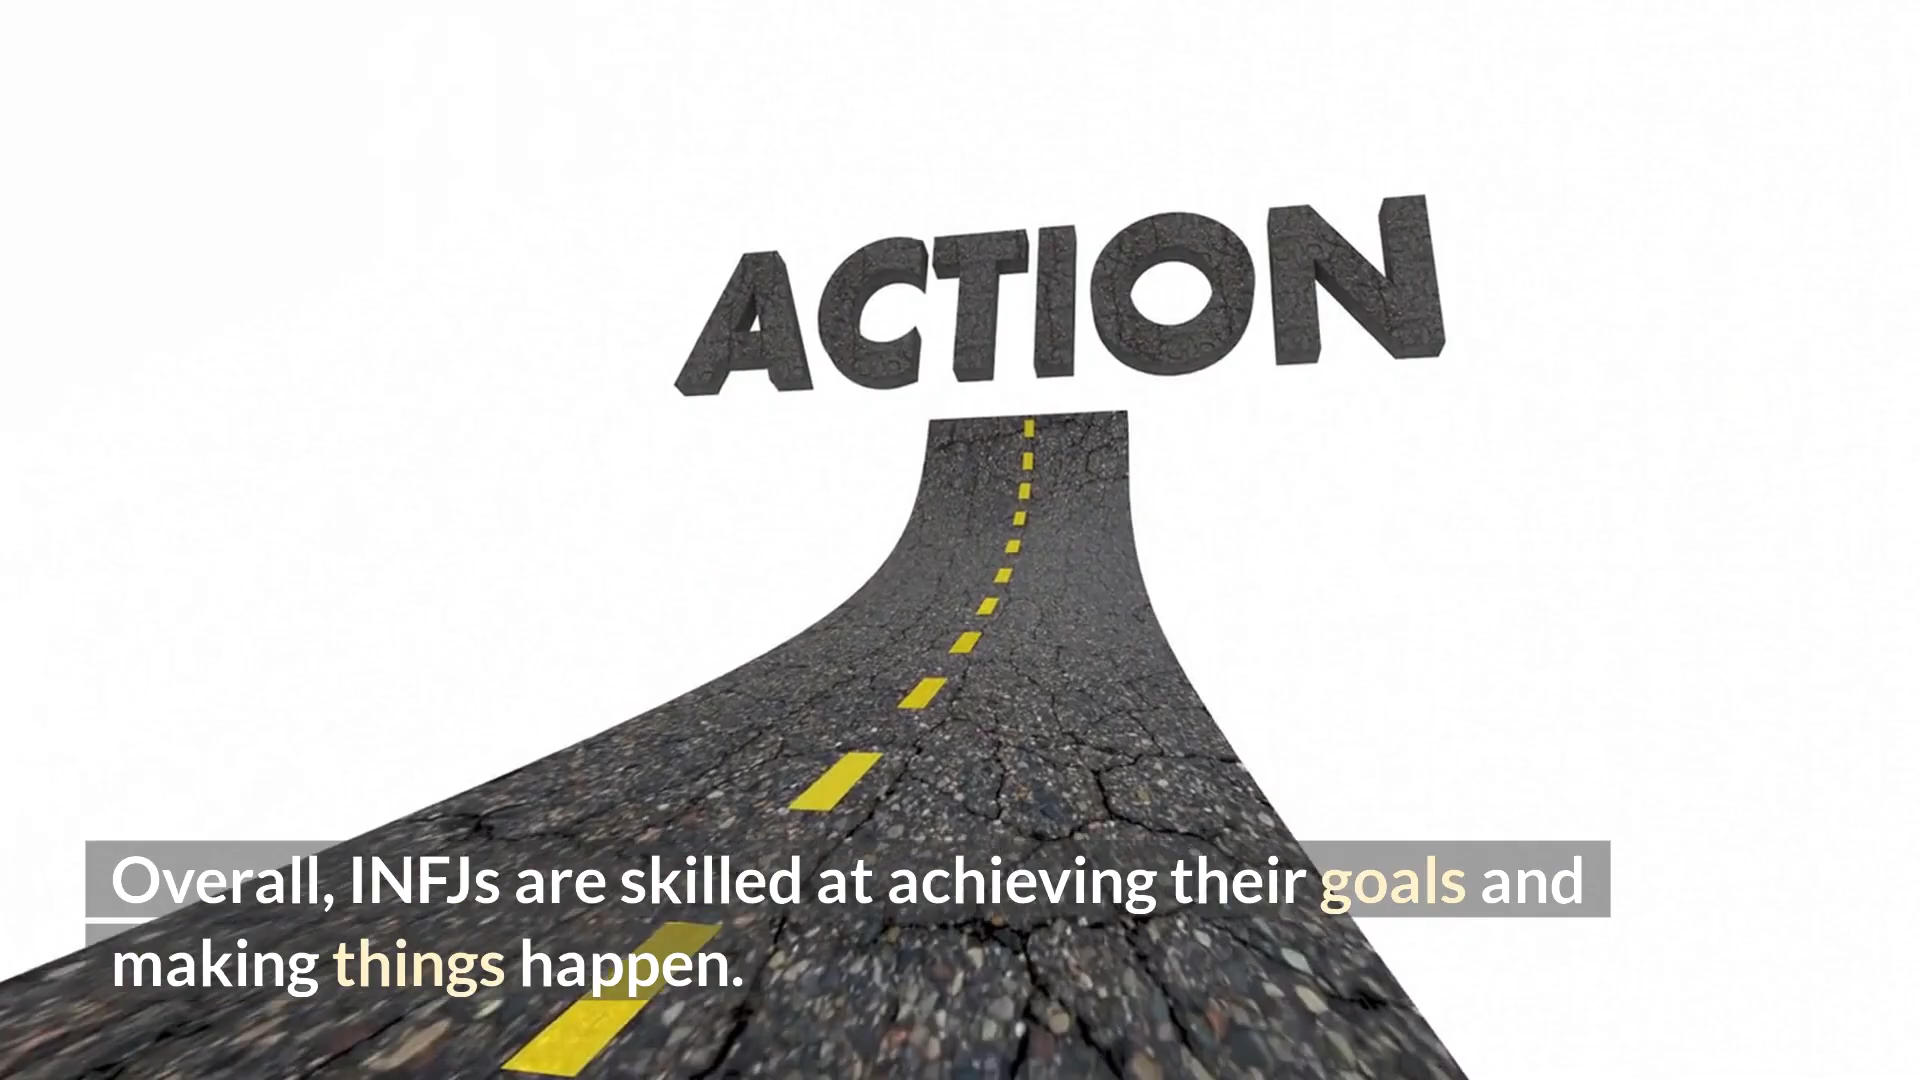 ACTION
Overall, INFJs are skilled at achieving their goals and
making things happen.